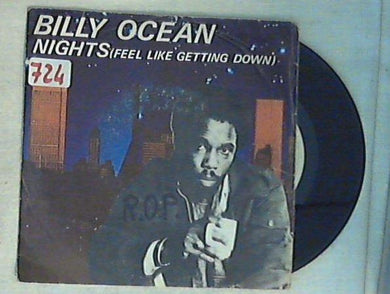 BILLY OCEAN
NIGHTS (FEEL LIKE GETTING DOWN)
724
R.O.P.